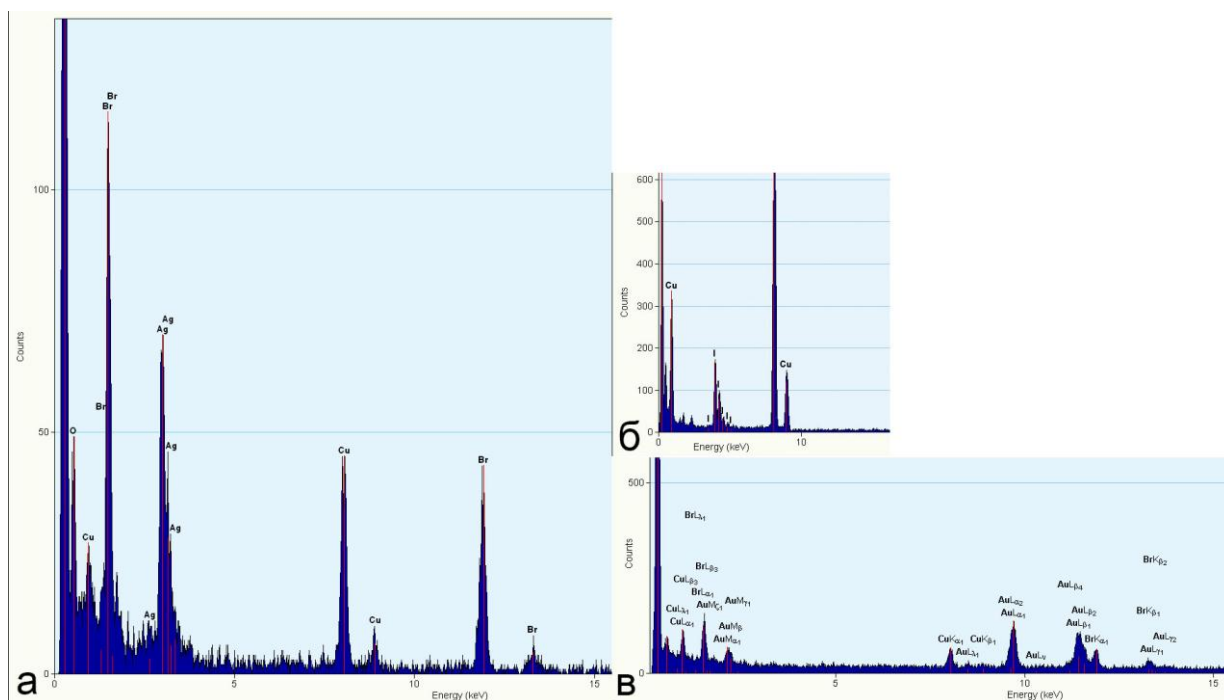 Br
Br
100
Ag
Ag
Br
50
O
Ag
Cu
Br
Cu
Ag
Ag
Cu
Br
0
0
5
10
15
Energy (keV)
Counts
а
600
500
400
300
200
100
0
Cu
I
I
I
I
I
I
Cu
0
10
Energy (keV)
Counts
б
500
BrLλ1
BrLβ3
CuLβ3
BrLα1
CuLλ1
AuMζ1
AuMγ1
CuLα1
AuMβ
AuMα1
CuKα1
CuKβ1
AuLλ1
AuLα2
AuLα1
AuLη
AuLβ4
AuLβ2
AuLβ1
BrKα1
BrKβ2
BrKβ1
AuLγ2
AuLγ1
0
5
10
15
Energy (keV)
Counts
в